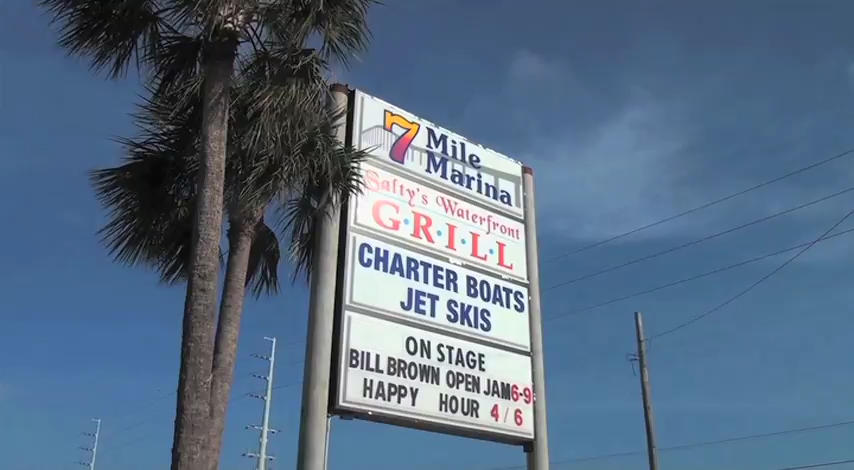 7 Mile
Marina
Salty's Waterfront
G·R·I·L·L
CHARTER BOATS
JET SKIS
ON STAGE
BILL BROWN OPEN JAM 6-9
HAPPY HOUR 4/6